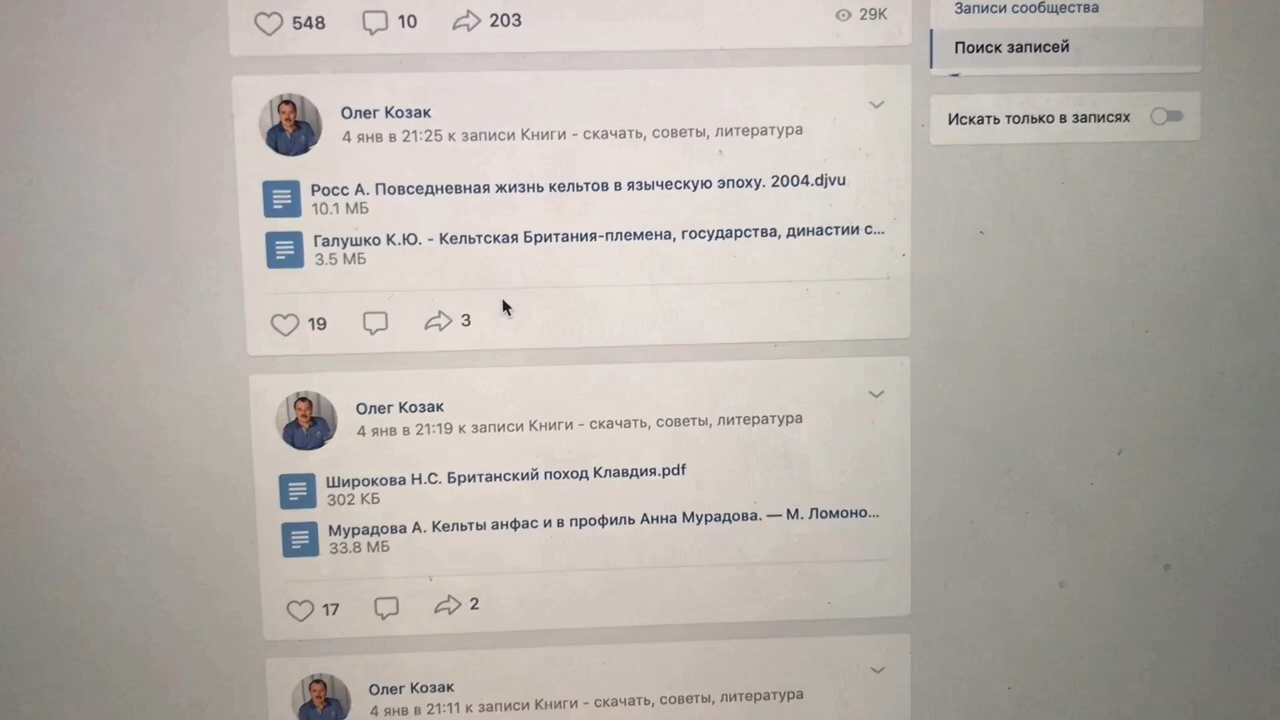 548 10 203 29K
Записи сообщества
Поиск записей
Искать только в записях
Олег Козак
4 янв в 21:25 к записи Книги - скачать, советы, литература
Росс А. Повседневная жизнь кельтов в языческую эпоху. 2004.djvu
10.1 МБ
Галушко К.Ю. - Кельтская Британия-племена, государства, династии с...
3.5 МБ
19 3
Олег Козак
4 янв в 21:19 к записи Книги - скачать, советы, литература
Широкова Н.С. Британский поход Клавдия.pdf
302 КБ
Мурадова А. Кельты анфас и в профиль Анна Мурадова. — М. Ломоно...
33.8 МБ
17 2
Олег Козак
4 янв в 21:11 к записи Книги - скачать, советы, литература